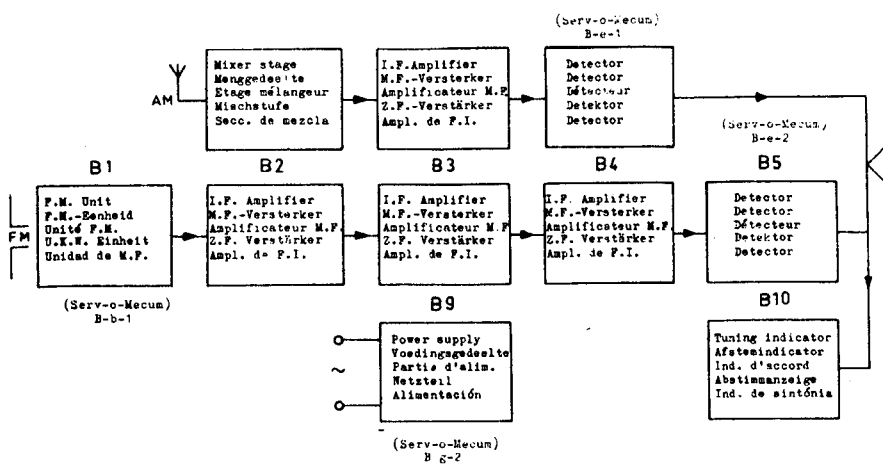 (Serv-o-Mecum)
B-e-1
AM
Mixer stage
Menggedeelte
Etage mélangeur
Mischstufe
Secc. de mezcla
I.F. Amplifier
M.F.-Versterker
Amplificateur M.F.
Z.F.-Verstärker
Ampl. de F.I.
Detector
Detector
Détecteur
Detektor
Detector
(Serv-o-Mecum)
B-e-2
B1
B2
B3
B4
B5
FM
F.M. Unit
F.M.-Eenheid
Unité F.M.
U.K.W. Einheit
Unidad de M.F.
I.F. Amplifier
M.F.-Versterker
Amplificateur M.F.
Z.F. Verstärker
Ampl. de F.I.
I.F. Amplifier
M.F.-Versterker
Amplificateur M.F
Z.F. Verstärker
Ampl. de F.I.
I.F. Amplifier
M.F.-Versterker
Amplificateur M.F.
Z.F. Verstärker
Ampl. de F.I.
Detector
Detector
Détecteur
Detektor
Detector
(Serv-o-Mecum)
B-b-1
B9
B10
~
Power supply
Voedingsgedeelte
Partie d'alim.
Netzteil
Alimentación
Tuning indicator
Afstemindicator
Ind. d'accord
Abstimmanzeige
Ind. de sintónia
(Serv-o-Mecum)
B g-2